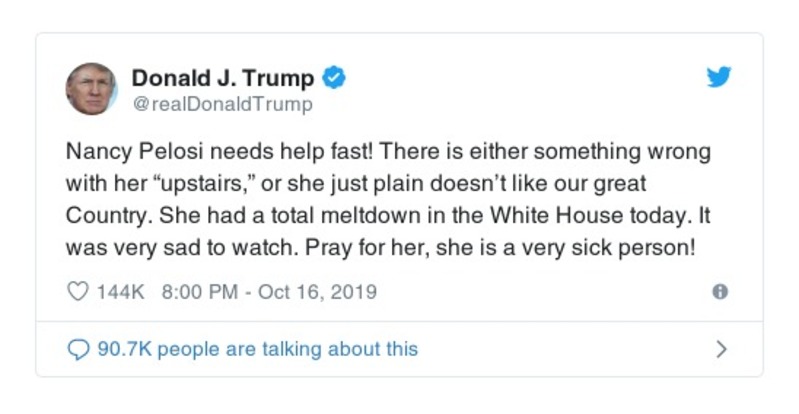 Donald J. Trump
@realDonaldTrump
Nancy Pelosi needs help fast! There is either something wrong
with her “upstairs,” or she just plain doesn’t like our great
Country. She had a total meltdown in the White House today. It
was very sad to watch. Pray for her, she is a very sick person!
144K 8:00 PM - Oct 16, 2019
90.7K people are talking about this